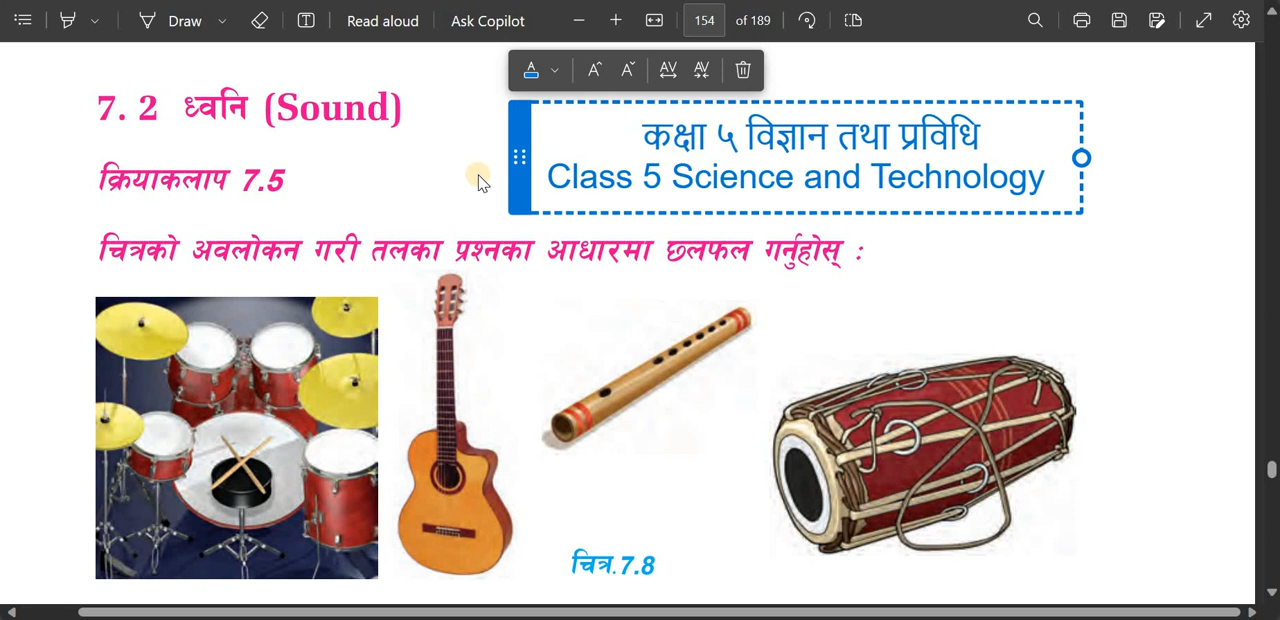 Draw
Read aloud
Ask Copilot
154 of 189
7. 2 ध्वनि (Sound)
कक्षा ५ विज्ञान तथा प्रविधि
Class 5 Science and Technology
क्रियाकलाप 7.5
चित्रको अवलोकन गरी तलका प्रश्नका आधारमा छलफल गर्नुहोस् :
चित्र.7.8